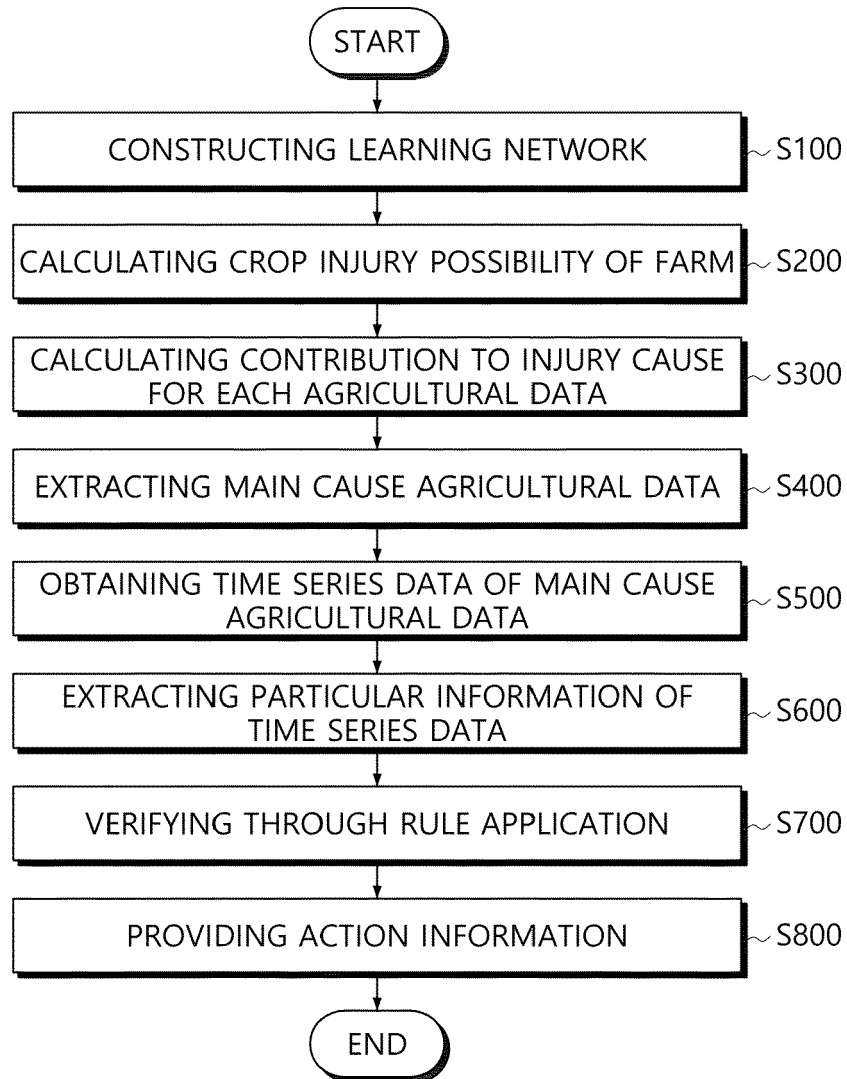 START
CONSTRUCTING LEARNING NETWORK
S100
CALCULATING CROP INJURY POSSIBILITY OF FARM
S200
CALCULATING CONTRIBUTION TO INJURY CAUSE
FOR EACH AGRICULTURAL DATA
S300
EXTRACTING MAIN CAUSE AGRICULTURAL DATA
S400
OBTAINING TIME SERIES DATA OF MAIN CAUSE
AGRICULTURAL DATA
S500
EXTRACTING PARTICULAR INFORMATION OF
TIME SERIES DATA
S600
VERIFYING THROUGH RULE APPLICATION
S700
PROVIDING ACTION INFORMATION
S800
END